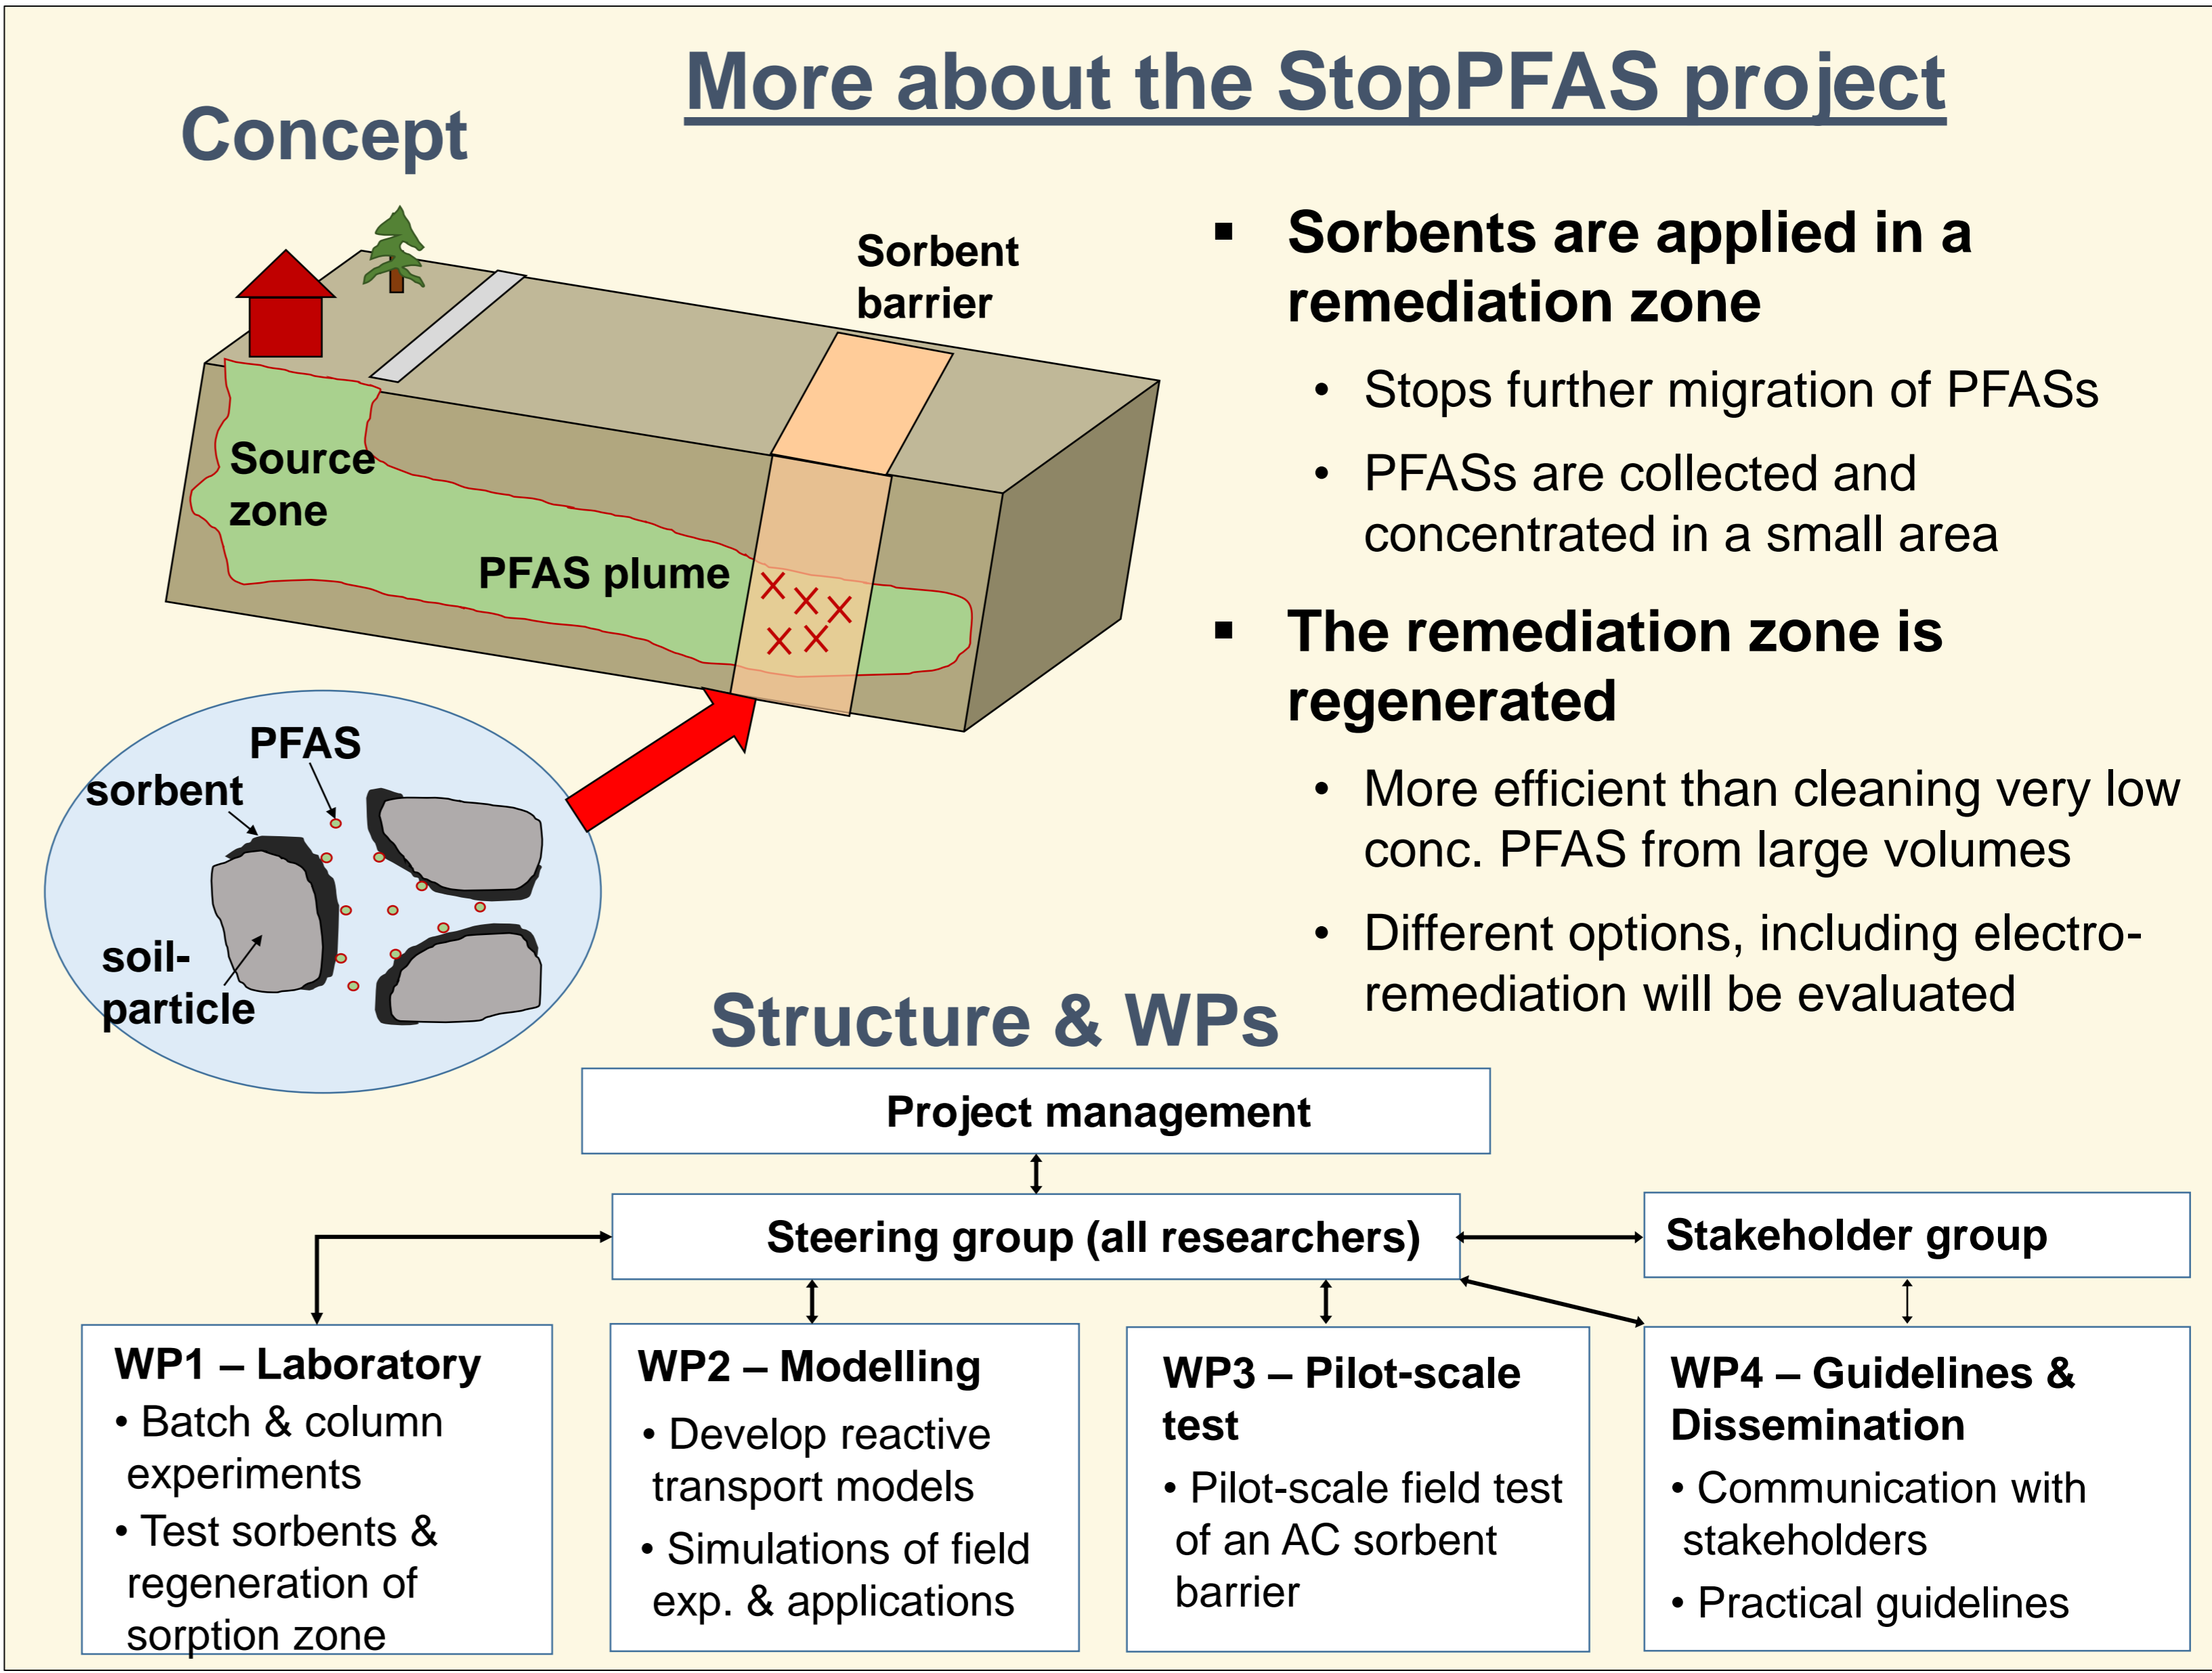 More about the StopPFAS project
Concept
Sorbent
barrier
Source
zone
PFAS plume
PFAS
sorbent
soil-
particle
▪ Sorbents are applied in a
remediation zone
• Stops further migration of PFASs
• PFASs are collected and
concentrated in a small area
▪ The remediation zone is
regenerated
• More efficient than cleaning very low
conc. PFAS from large volumes
• Different options, including electro-
remediation will be evaluated
Structure & WPs
Project management
Steering group (all researchers)
Stakeholder group
WP1 – Laboratory
• Batch & column
experiments
• Test sorbents &
regeneration of
sorption zone
WP2 – Modelling
• Develop reactive
transport models
• Simulations of field
exp. & applications
WP3 – Pilot-scale
test
• Pilot-scale field test
of an AC sorbent
barrier
WP4 – Guidelines &
Dissemination
• Communication with
stakeholders
• Practical guidelines